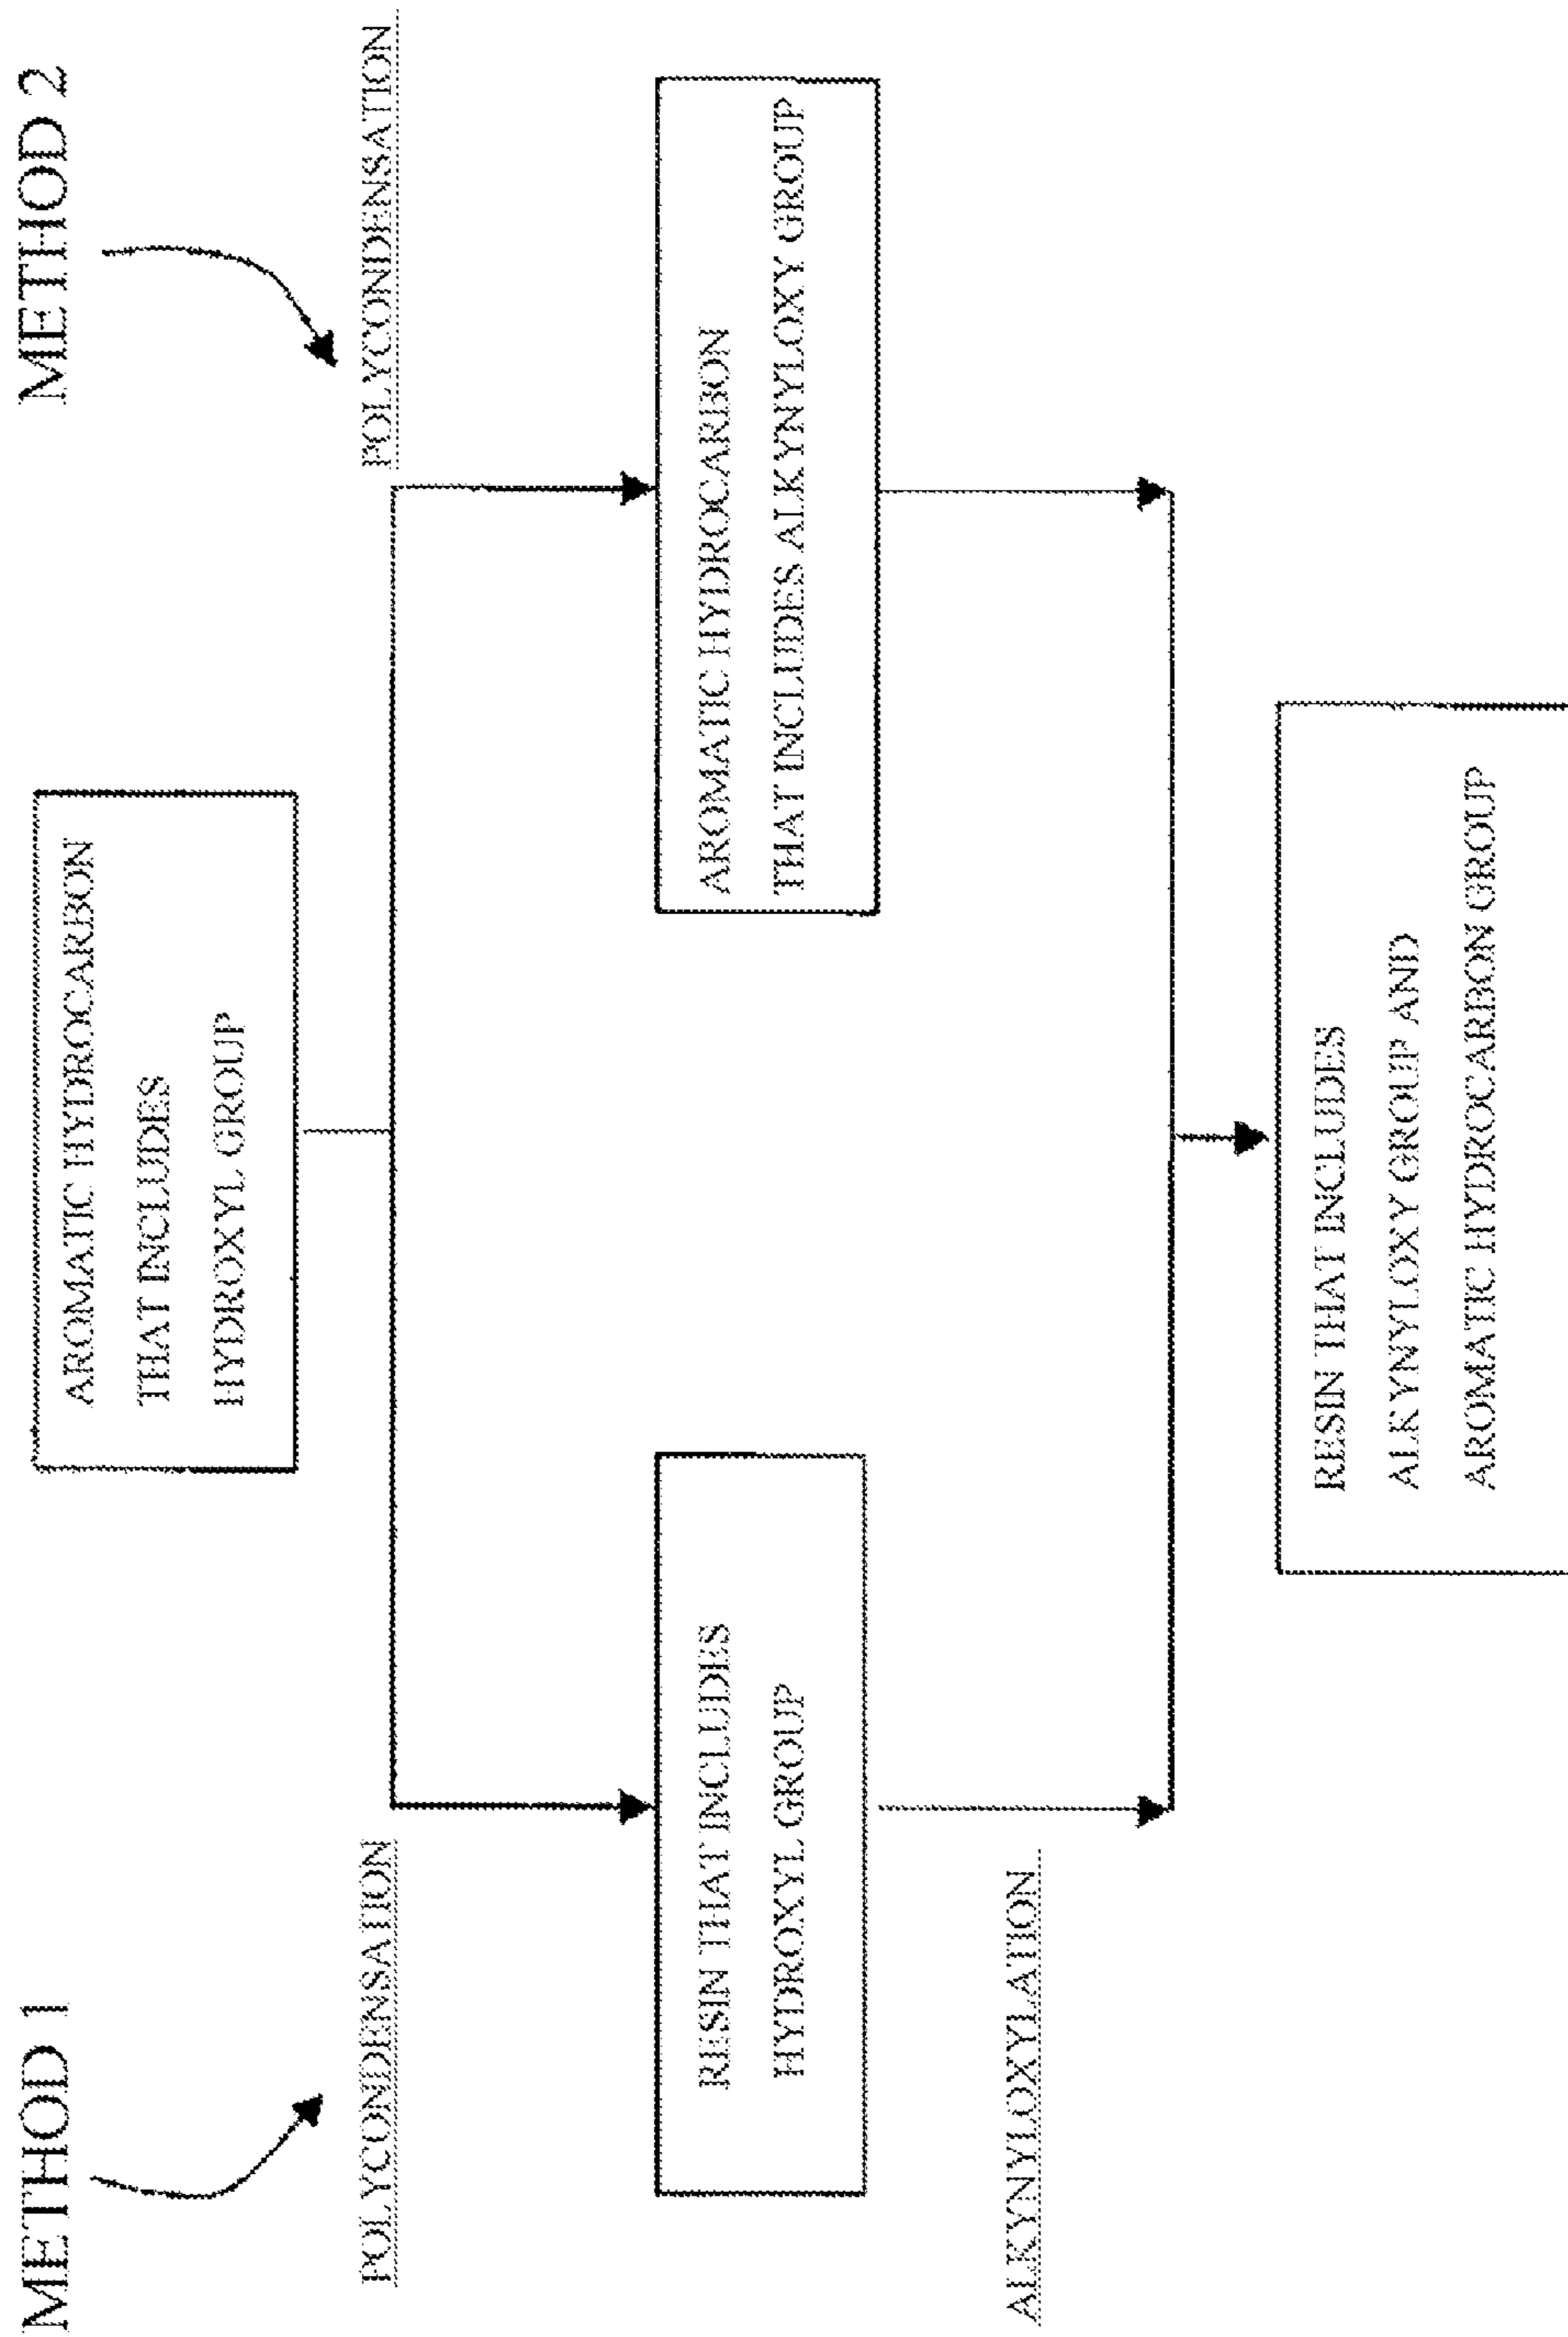 METHOD 1
METHOD 2
AROMATIC HYDROCARBON
THAT INCLUDES
HYDROXYL GROUP
POLYCONDENSATION
POLYCONDENSATION
RESIN THAT INCLUDES
HYDROXYL GROUP
AROMATIC HYDROCARBON
THAT INCLUDES ALKYNYLOXY GROUP
ALKYNYLOXYLATION
RESIN THAT INCLUDES
ALKYNYLOXY GROUP AND
AROMATIC HYDROCARBON GROUP